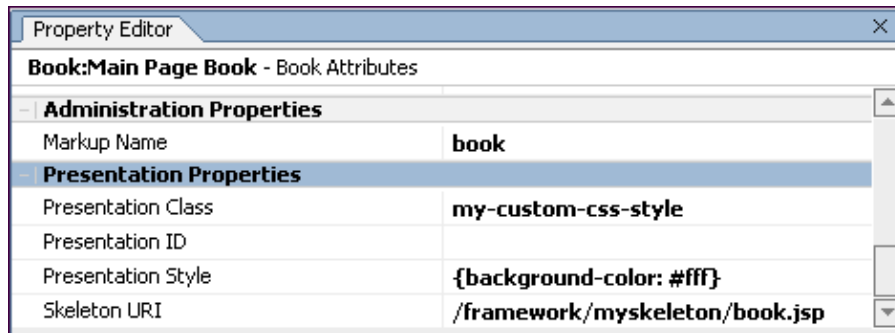 Property Editor
Book:Main Page Book - Book Attributes
Administration Properties
Markup Name book
Presentation Properties
Presentation Class my-custom-css-style
Presentation ID
Presentation Style {background-color: #fff}
Skeleton URI /framework/myskeleton/book.jsp